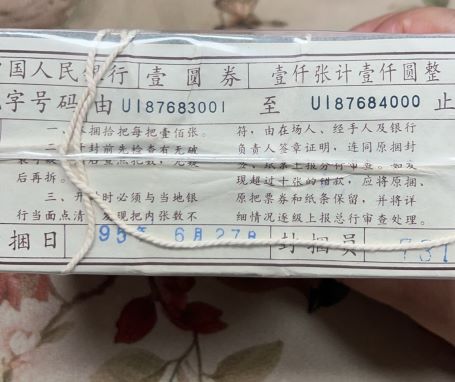 国人民银行 壹圆券 壹仟张计壹仟圆整
字号码由 UI87683001 至 UI87684000 止
一、 捆拾把每把壹佰张。
二、 封前先检查有无破
后再拆。
三、 开 时必须与当地银
行当面点清 发现把内张数不
符，由在场人、经手人及银行
负责人签章证明，连同原捆封
现超过十张的错款，应将原捆、
原把票券和纸条保留，并将详
细情况逐级上报总行审查处理。
捆日 95年 6月27日 封捆员 731